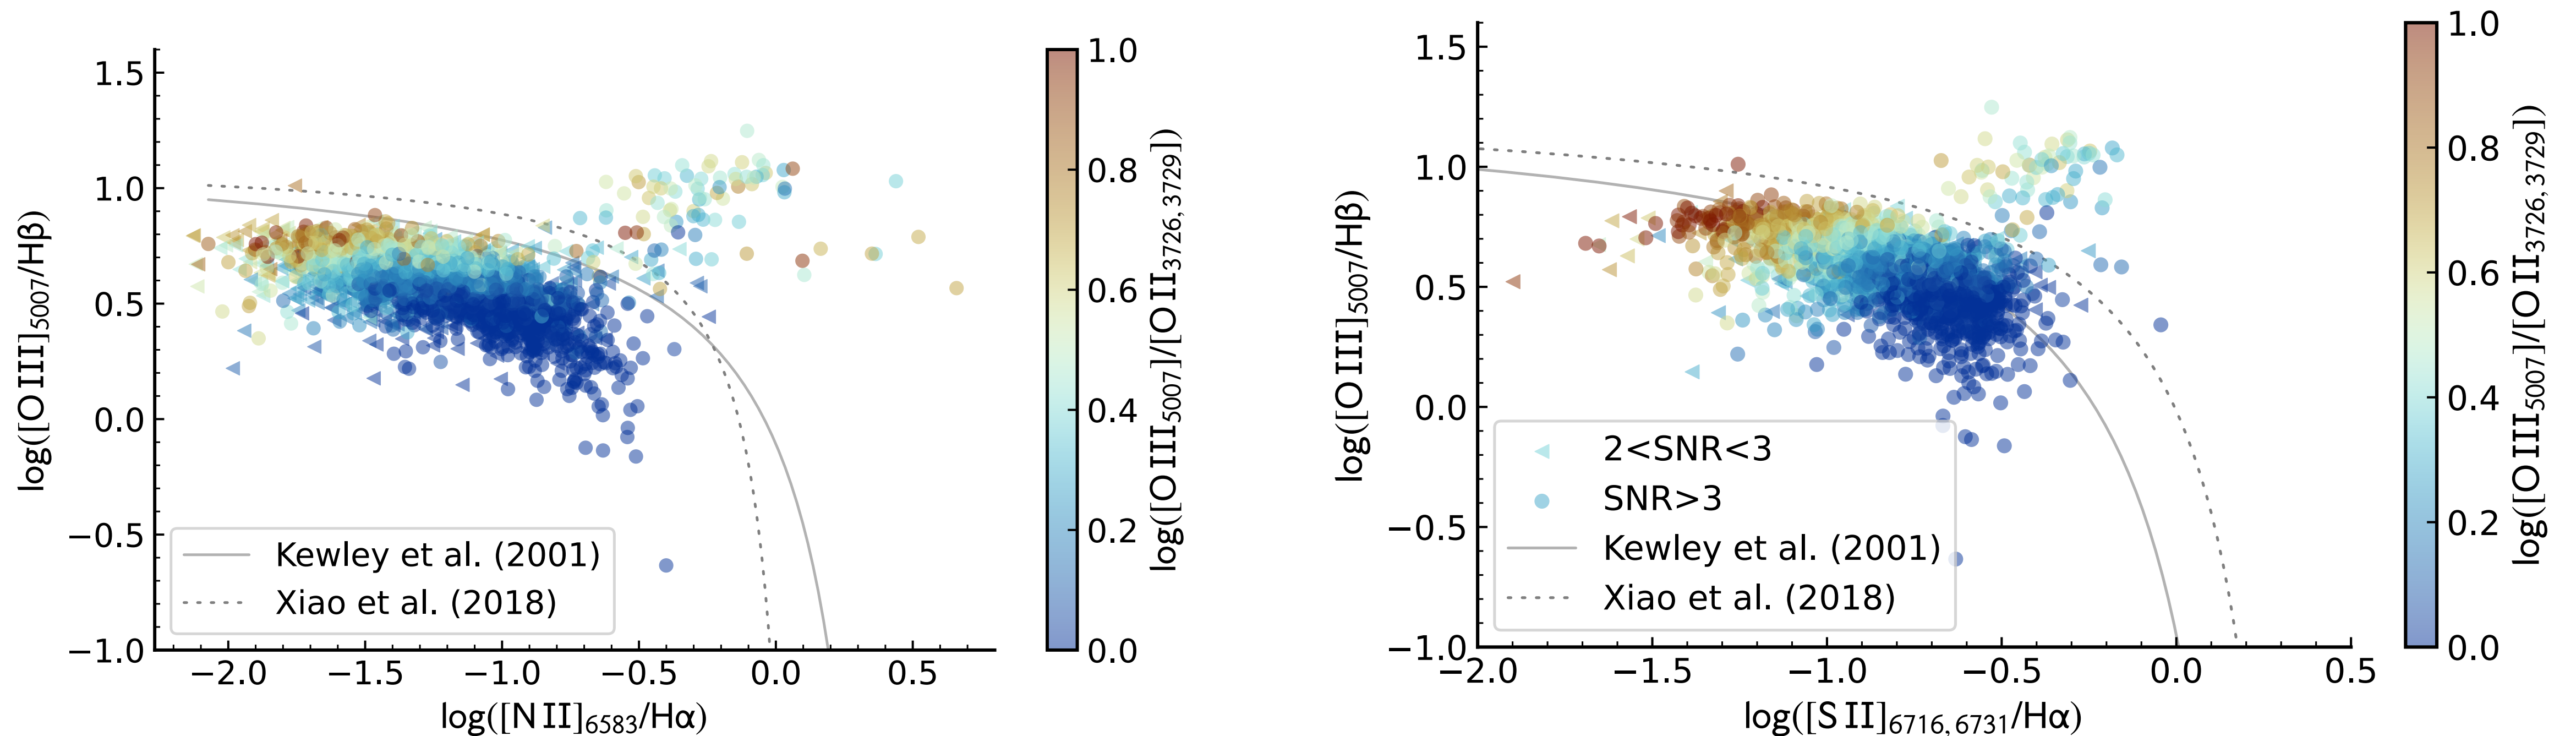 1.5
1.0
0.5
0.0
−0.5
−1.0
−2.0 −1.5 −1.0 −0.5 0.0 0.5
log([O III]5007/Hβ)
log([N II]6583/Hα)
Kewley et al. (2001)
Xiao et al. (2018)
1.0
0.8
0.6
0.4
0.2
0.0
log([O III5007]/[O II3726, 3729])
1.5
1.0
0.5
0.0
−0.5
−1.0
−2.0 −1.5 −1.0 −0.5 0.0 0.5
log([O III]5007/Hβ)
log([S II]6716, 6731/Hα)
2<SNR<3
SNR>3
Kewley et al. (2001)
Xiao et al. (2018)
1.0
0.8
0.6
0.4
0.2
0.0
log([O III5007]/[O II3726, 3729])